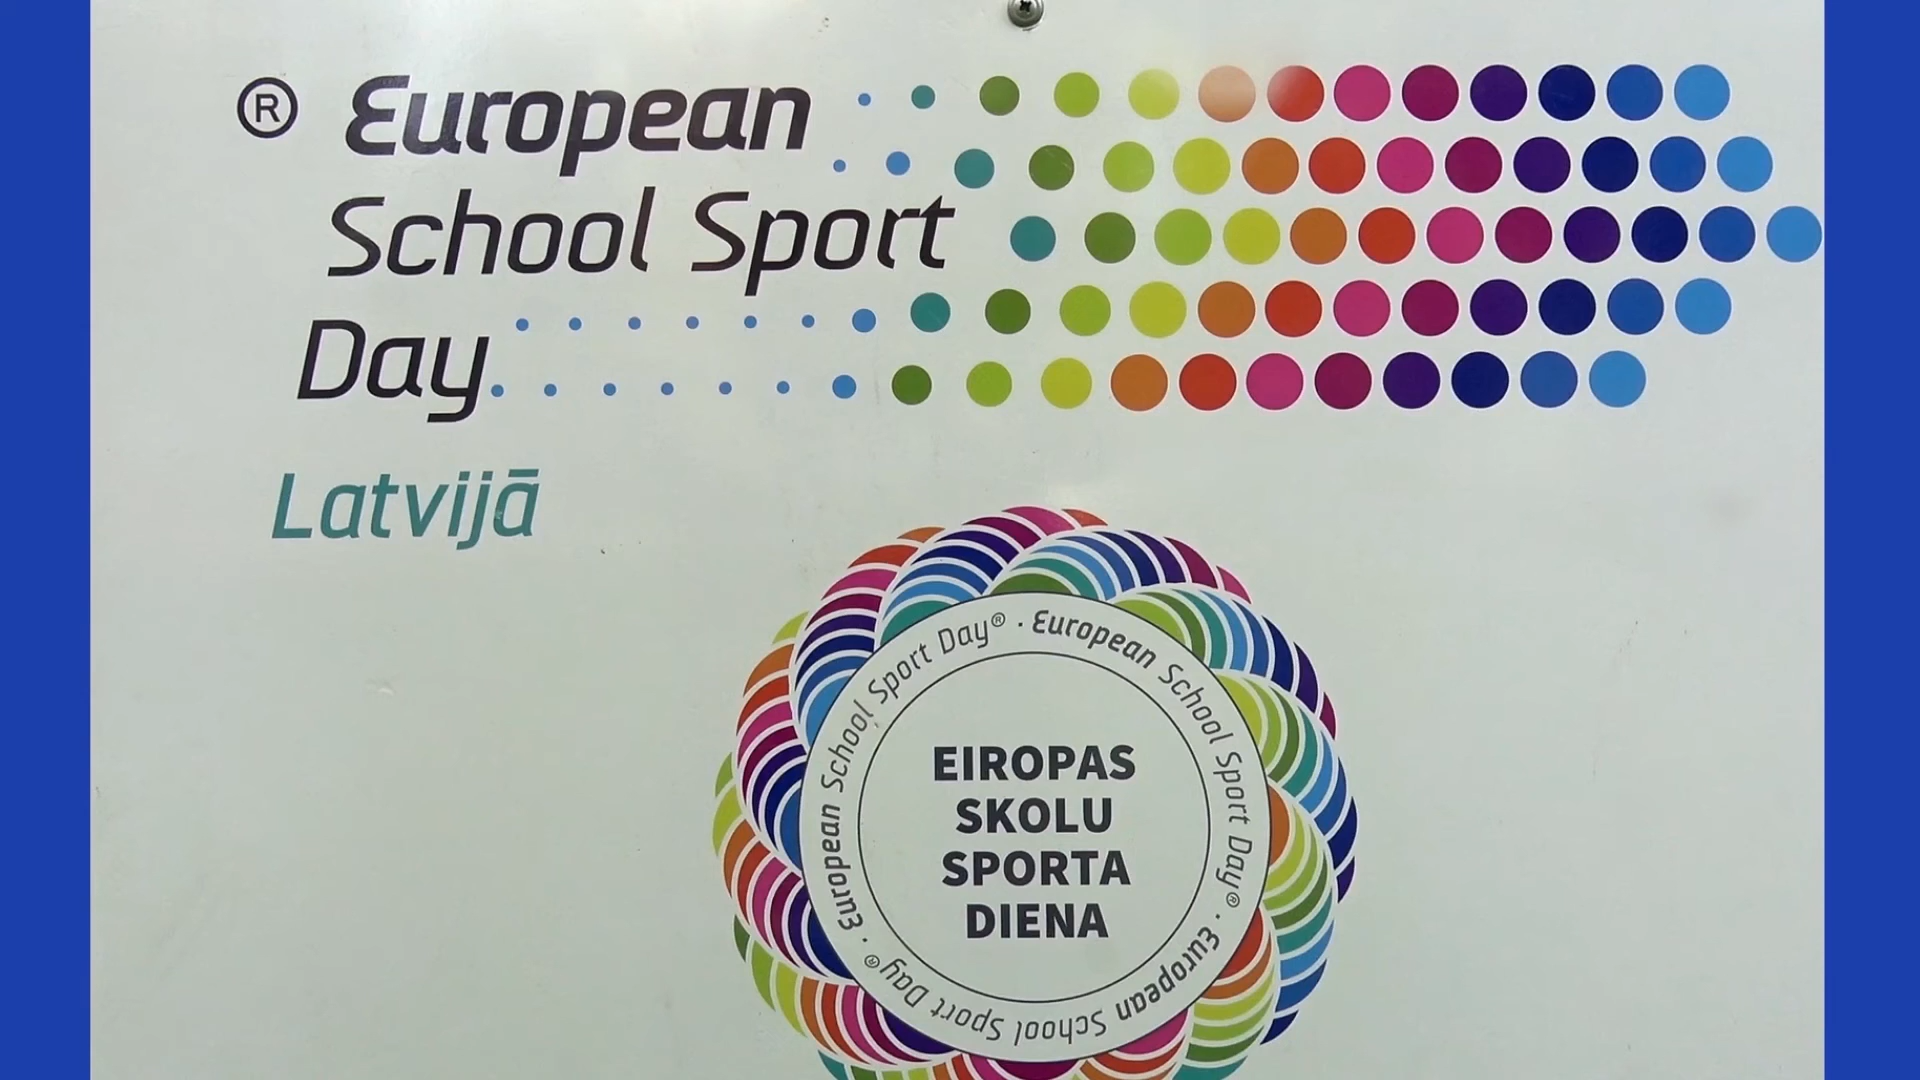 ® European
School Sport
Day
Latvijā
European School Sport Day® · European School Sport Day® · European School Sport Day® ·
EIROPAS
SKOLU
SPORTA
DIENA